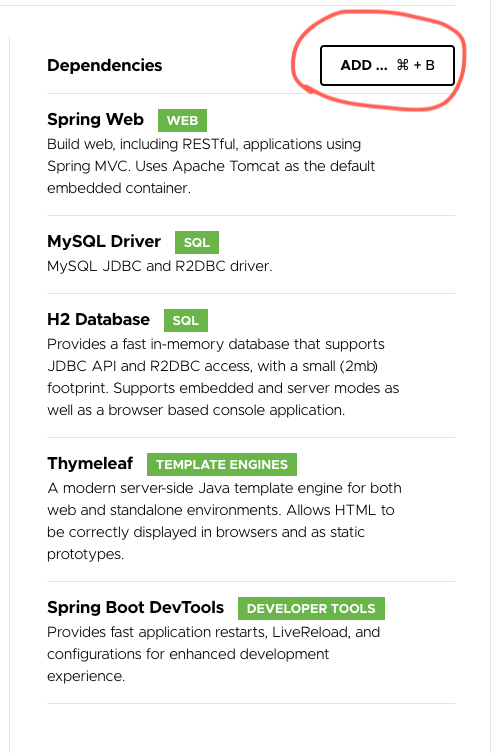 Dependencies ADD ... ⌘ + B
Spring Web WEB
Build web, including RESTful, applications using
Spring MVC. Uses Apache Tomcat as the default
embedded container.
MySQL Driver SQL
MySQL JDBC and R2DBC driver.
H2 Database SQL
Provides a fast in-memory database that supports
JDBC API and R2DBC access, with a small (2mb)
footprint. Supports embedded and server modes as
well as a browser based console application.
Thymeleaf TEMPLATE ENGINES
A modern server-side Java template engine for both
web and standalone environments. Allows HTML to
be correctly displayed in browsers and as static
prototypes.
Spring Boot DevTools DEVELOPER TOOLS
Provides fast application restarts, LiveReload, and
configurations for enhanced development
experience.